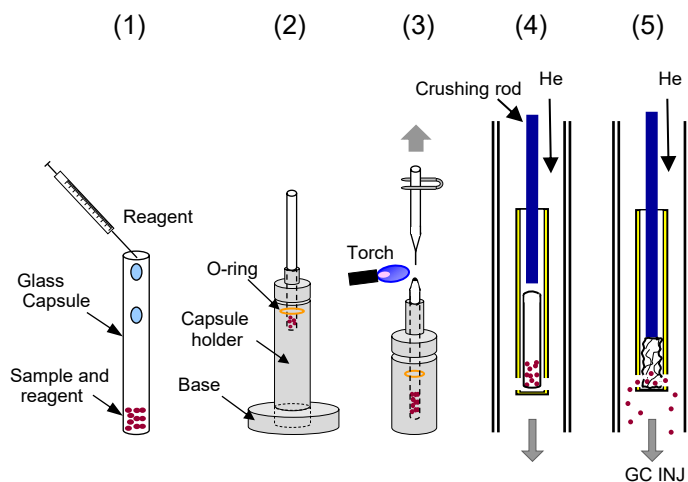 (1)
(2)
(3)
(4)
(5)
Crushing rod
He
He
Reagent
Glass
Capsule
Sample and
reagent
O-ring
Capsule
holder
Base
Torch
GC INJ